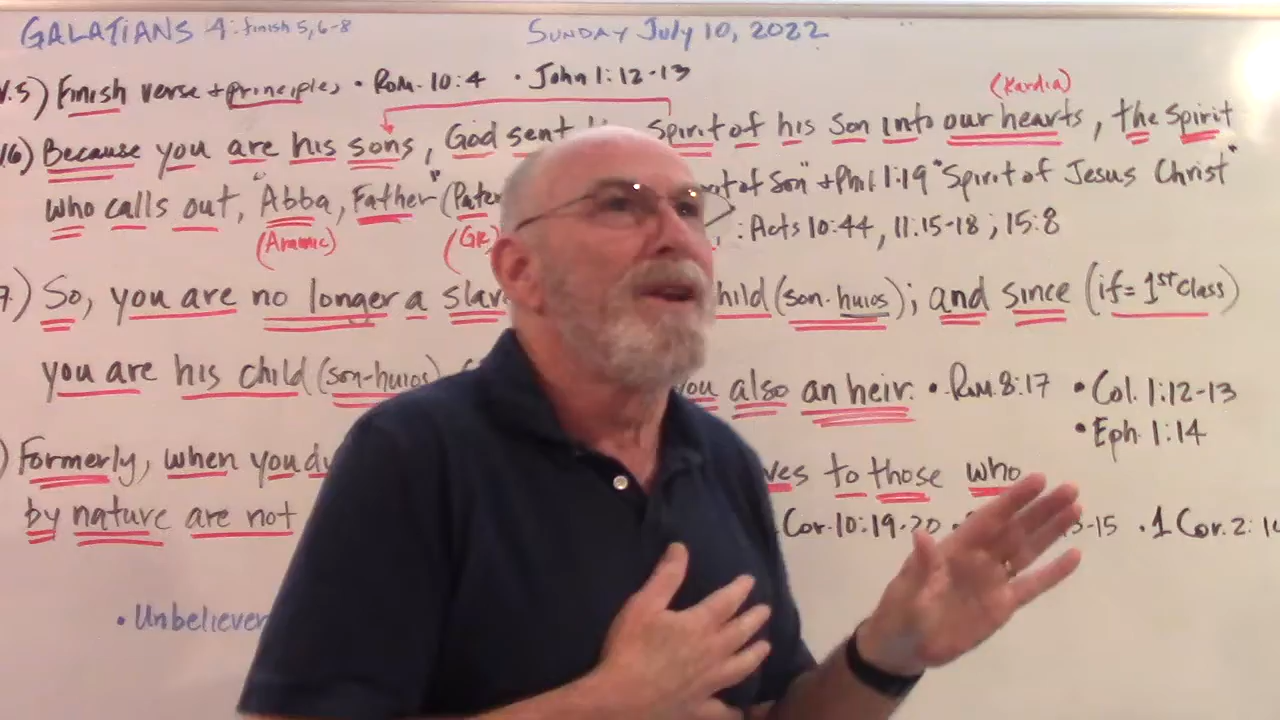 GALATIANS 4: finish 5, 6-8
SUNDAY July 10, 2022
V.5) Finish verse + principles • Rom. 10:4 • John 1:12-13
(Kardia)
V.6) Because you are his sons, God sent Spirit of his Son into our hearts, the Spirit
who calls out, "Abba, Father" of Son" + Phil 1:19 "Spirit of Jesus Christ"
(Aramic) (GR : Acts 10:44, 11:15-18; 15:8
7.) So, you are no longer a (son-huios); and since (if = 1st class)
you are his child (son-huios) also an heir. • Rom. 8:17 • Col. 1:12-13
• Eph. 1:14
) Formerly, when you to those who
by nature are not Cor. 10:19-20 -15 • 1 Cor. 2:
• Unbeliever